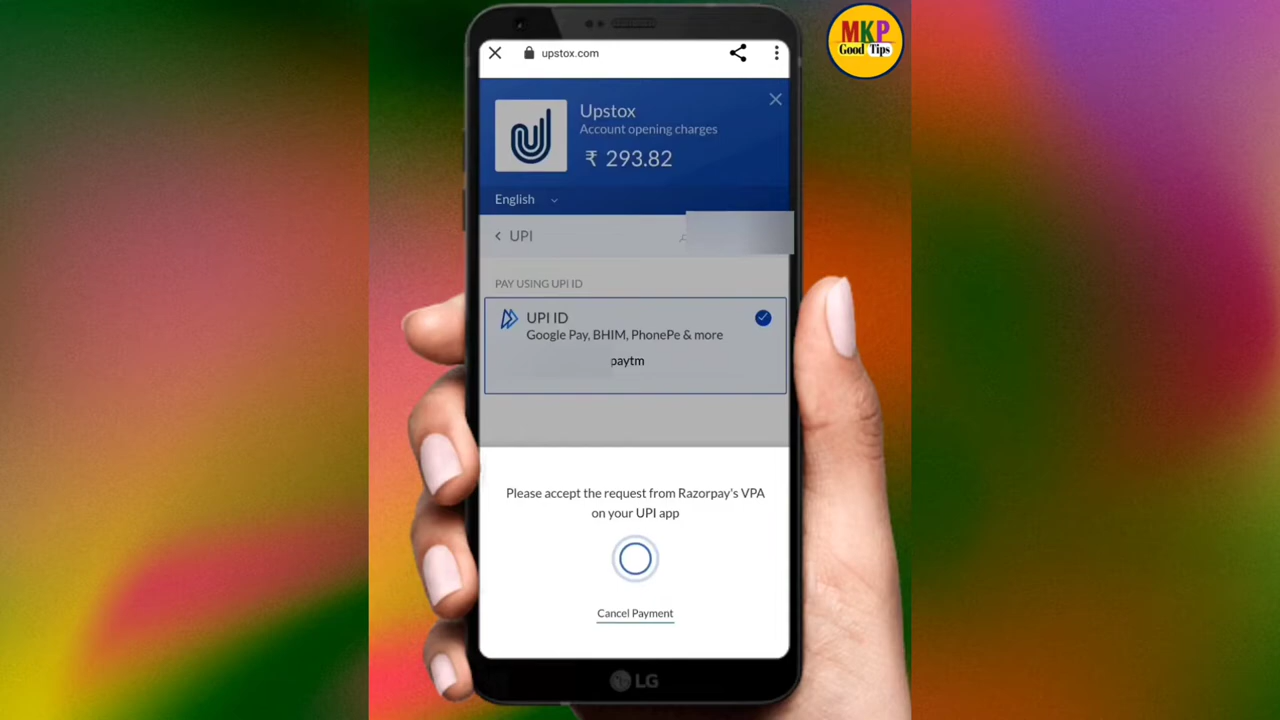 MKP
Good Tips
upstox.com
Upstox
Account opening charges
₹ 293.82
English
UPI
PAY USING UPI ID
UPI ID
Google Pay, BHIM, PhonePe & more
paytm
Please accept the request from Razorpay's VPA
on your UPI app
Cancel Payment
LG